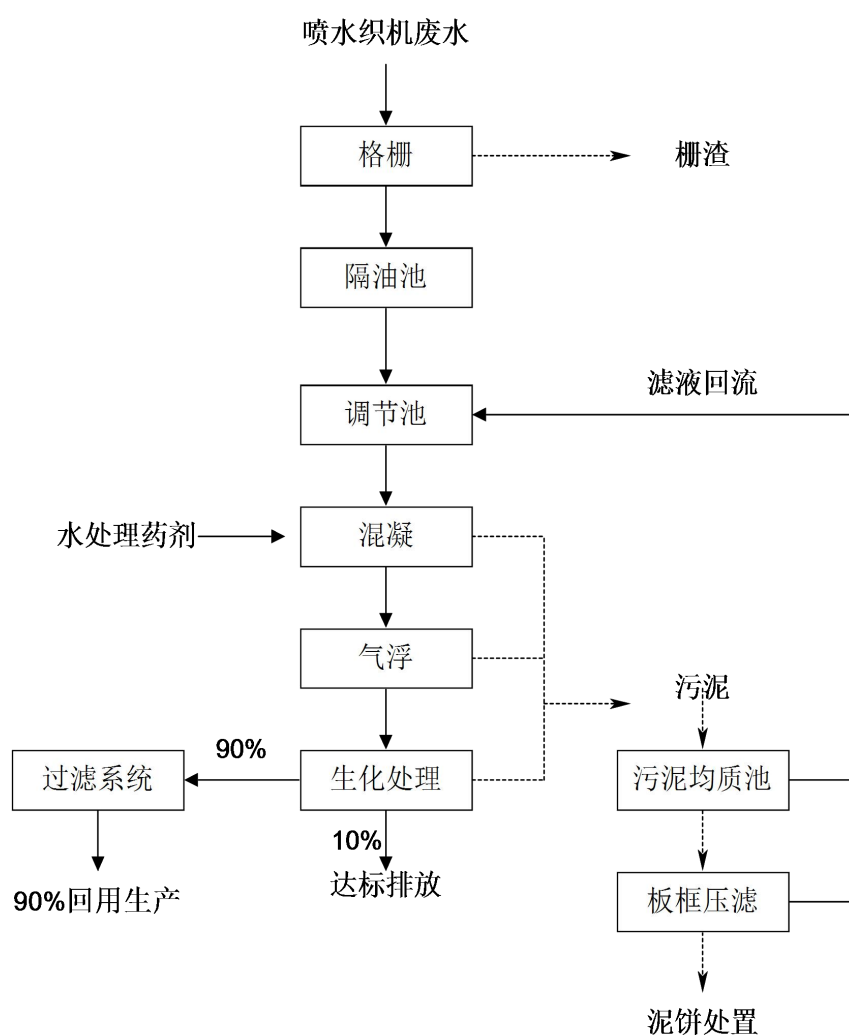 喷水织机废水
格栅
栅渣
隔油池
滤液回流
调节池
水处理药剂
混凝
气浮
污泥
90%
过滤系统
生化处理
污泥均质池
10%
90%回用生产
达标排放
板框压滤
泥饼处置